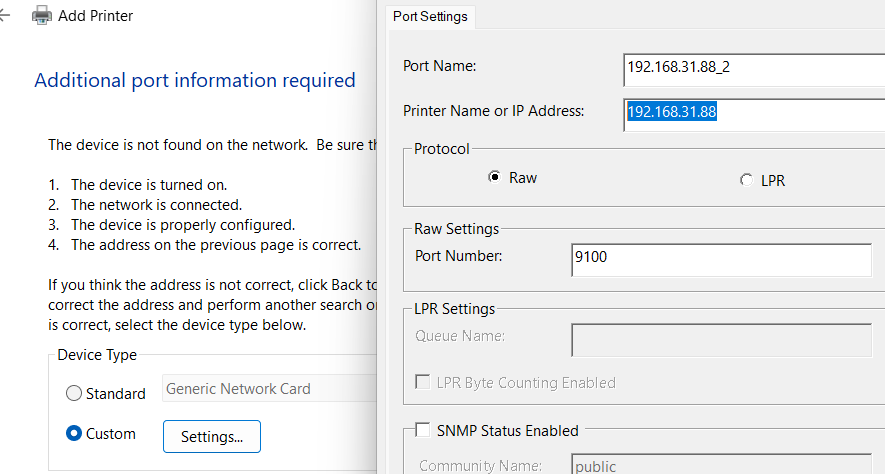 Add Printer
Additional port information required
The device is not found on the network. Be sure
1. The device is turned on.
2. The network is connected.
3. The device is properly configured.
4. The address on the previous page is correct.
If you think the address is not correct, click Back to
correct the address and perform another search
is correct, select the device type below.
Device Type
Standard
Generic Network Card
Custom
Settings...
Port Settings
Port Name:
192.168.31.88_2
Printer Name or IP Address:
192.168.31.88
Protocol
Raw
LPR
Raw Settings
Port Number:
9100
LPR Settings
Queue Name:
LPR Byte Counting Enabled
SNMP Status Enabled
Community Name:
public